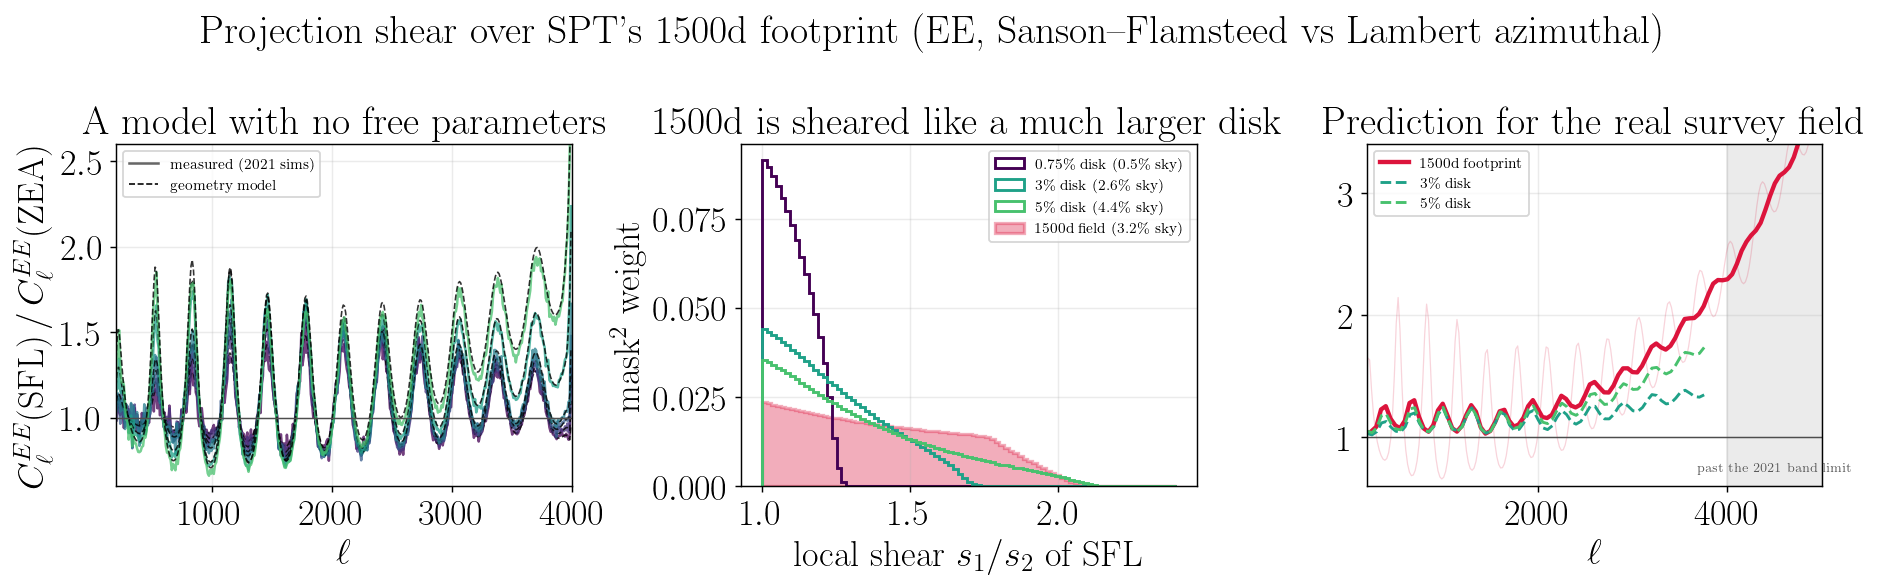 Projection shear over SPT's 1500d footprint (EE, Sanson–Flamsteed vs Lambert azimuthal)
A model with no free parameters
C_ℓ^{EE}(SFL) / C_ℓ^{EE}(ZEA)
2.5
2.0
1.5
1.0
measured (2021 sims)
geometry model
1000
2000
3000
4000
ℓ
1500d is sheared like a much larger disk
mask² weight
0.075
0.050
0.025
0.000
0.75% disk (0.5% sky)
3% disk (2.6% sky)
5% disk (4.4% sky)
1500d field (3.2% sky)
1.0
1.5
2.0
local shear s₁/s₂ of SFL
Prediction for the real survey field
3
2
1
1500d footprint
3% disk
5% disk
past the 2021 band limit
2000
4000
ℓ